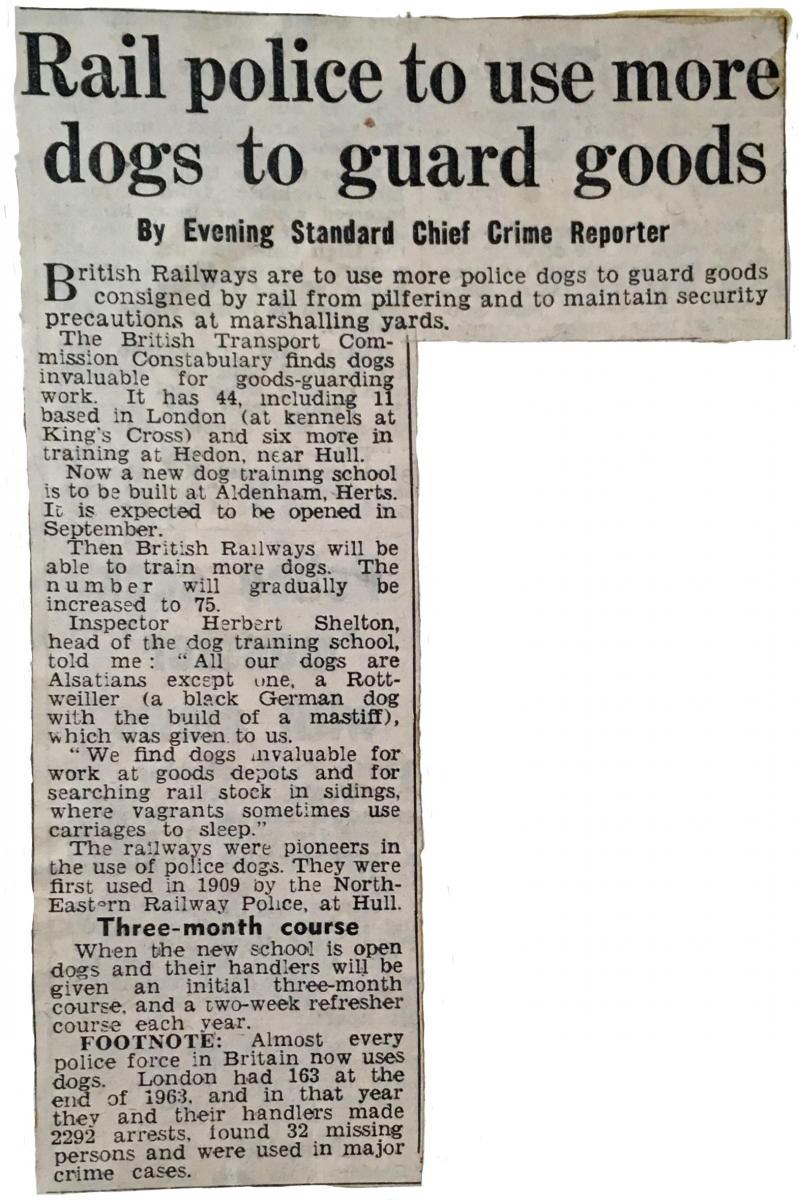 Rail police to use more
dogs to guard goods
By Evening Standard Chief Crime Reporter
British Railways are to use more police dogs to guard goods
consigned by rail from pilfering and to maintain security
precautions at marshalling yards.
The British Transport Com-
mission Constabulary finds dogs
invaluable for goods-guarding
work. It has 44, including 11
based in London (at kennels at
King's Cross) and six more in
training at Hedon, near Hull.
Now a new dog training school
is to be built at Aldenham, Herts.
It is expected to be opened in
September.
Then British Railways will be
able to train more dogs. The
number will gradually be
increased to 75.
Inspector Herbert Shelton,
head of the dog training school,
told me: "All our dogs are
Alsatians except one, a Rott-
weiller (a black German dog
with the build of a mastiff),
which was given to us.
"We find dogs invaluable for
work at goods depots and for
searching rail stock in sidings,
where vagrants sometimes use
carriages to sleep."
The railways were pioneers in
the use of police dogs. They were
first used in 1909 by the North-
Eastern Railway Police, at Hull.
Three-month course
When the new school is open
dogs and their handlers will be
given an initial three-month
course, and a two-week refresher
course each year.
FOOTNOTE: Almost every
police force in Britain now uses
dogs. London had 163 at the
end of 1963, and in that year
they and their handlers made
2292 arrests, found 32 missing
persons and were used in major
crime cases.